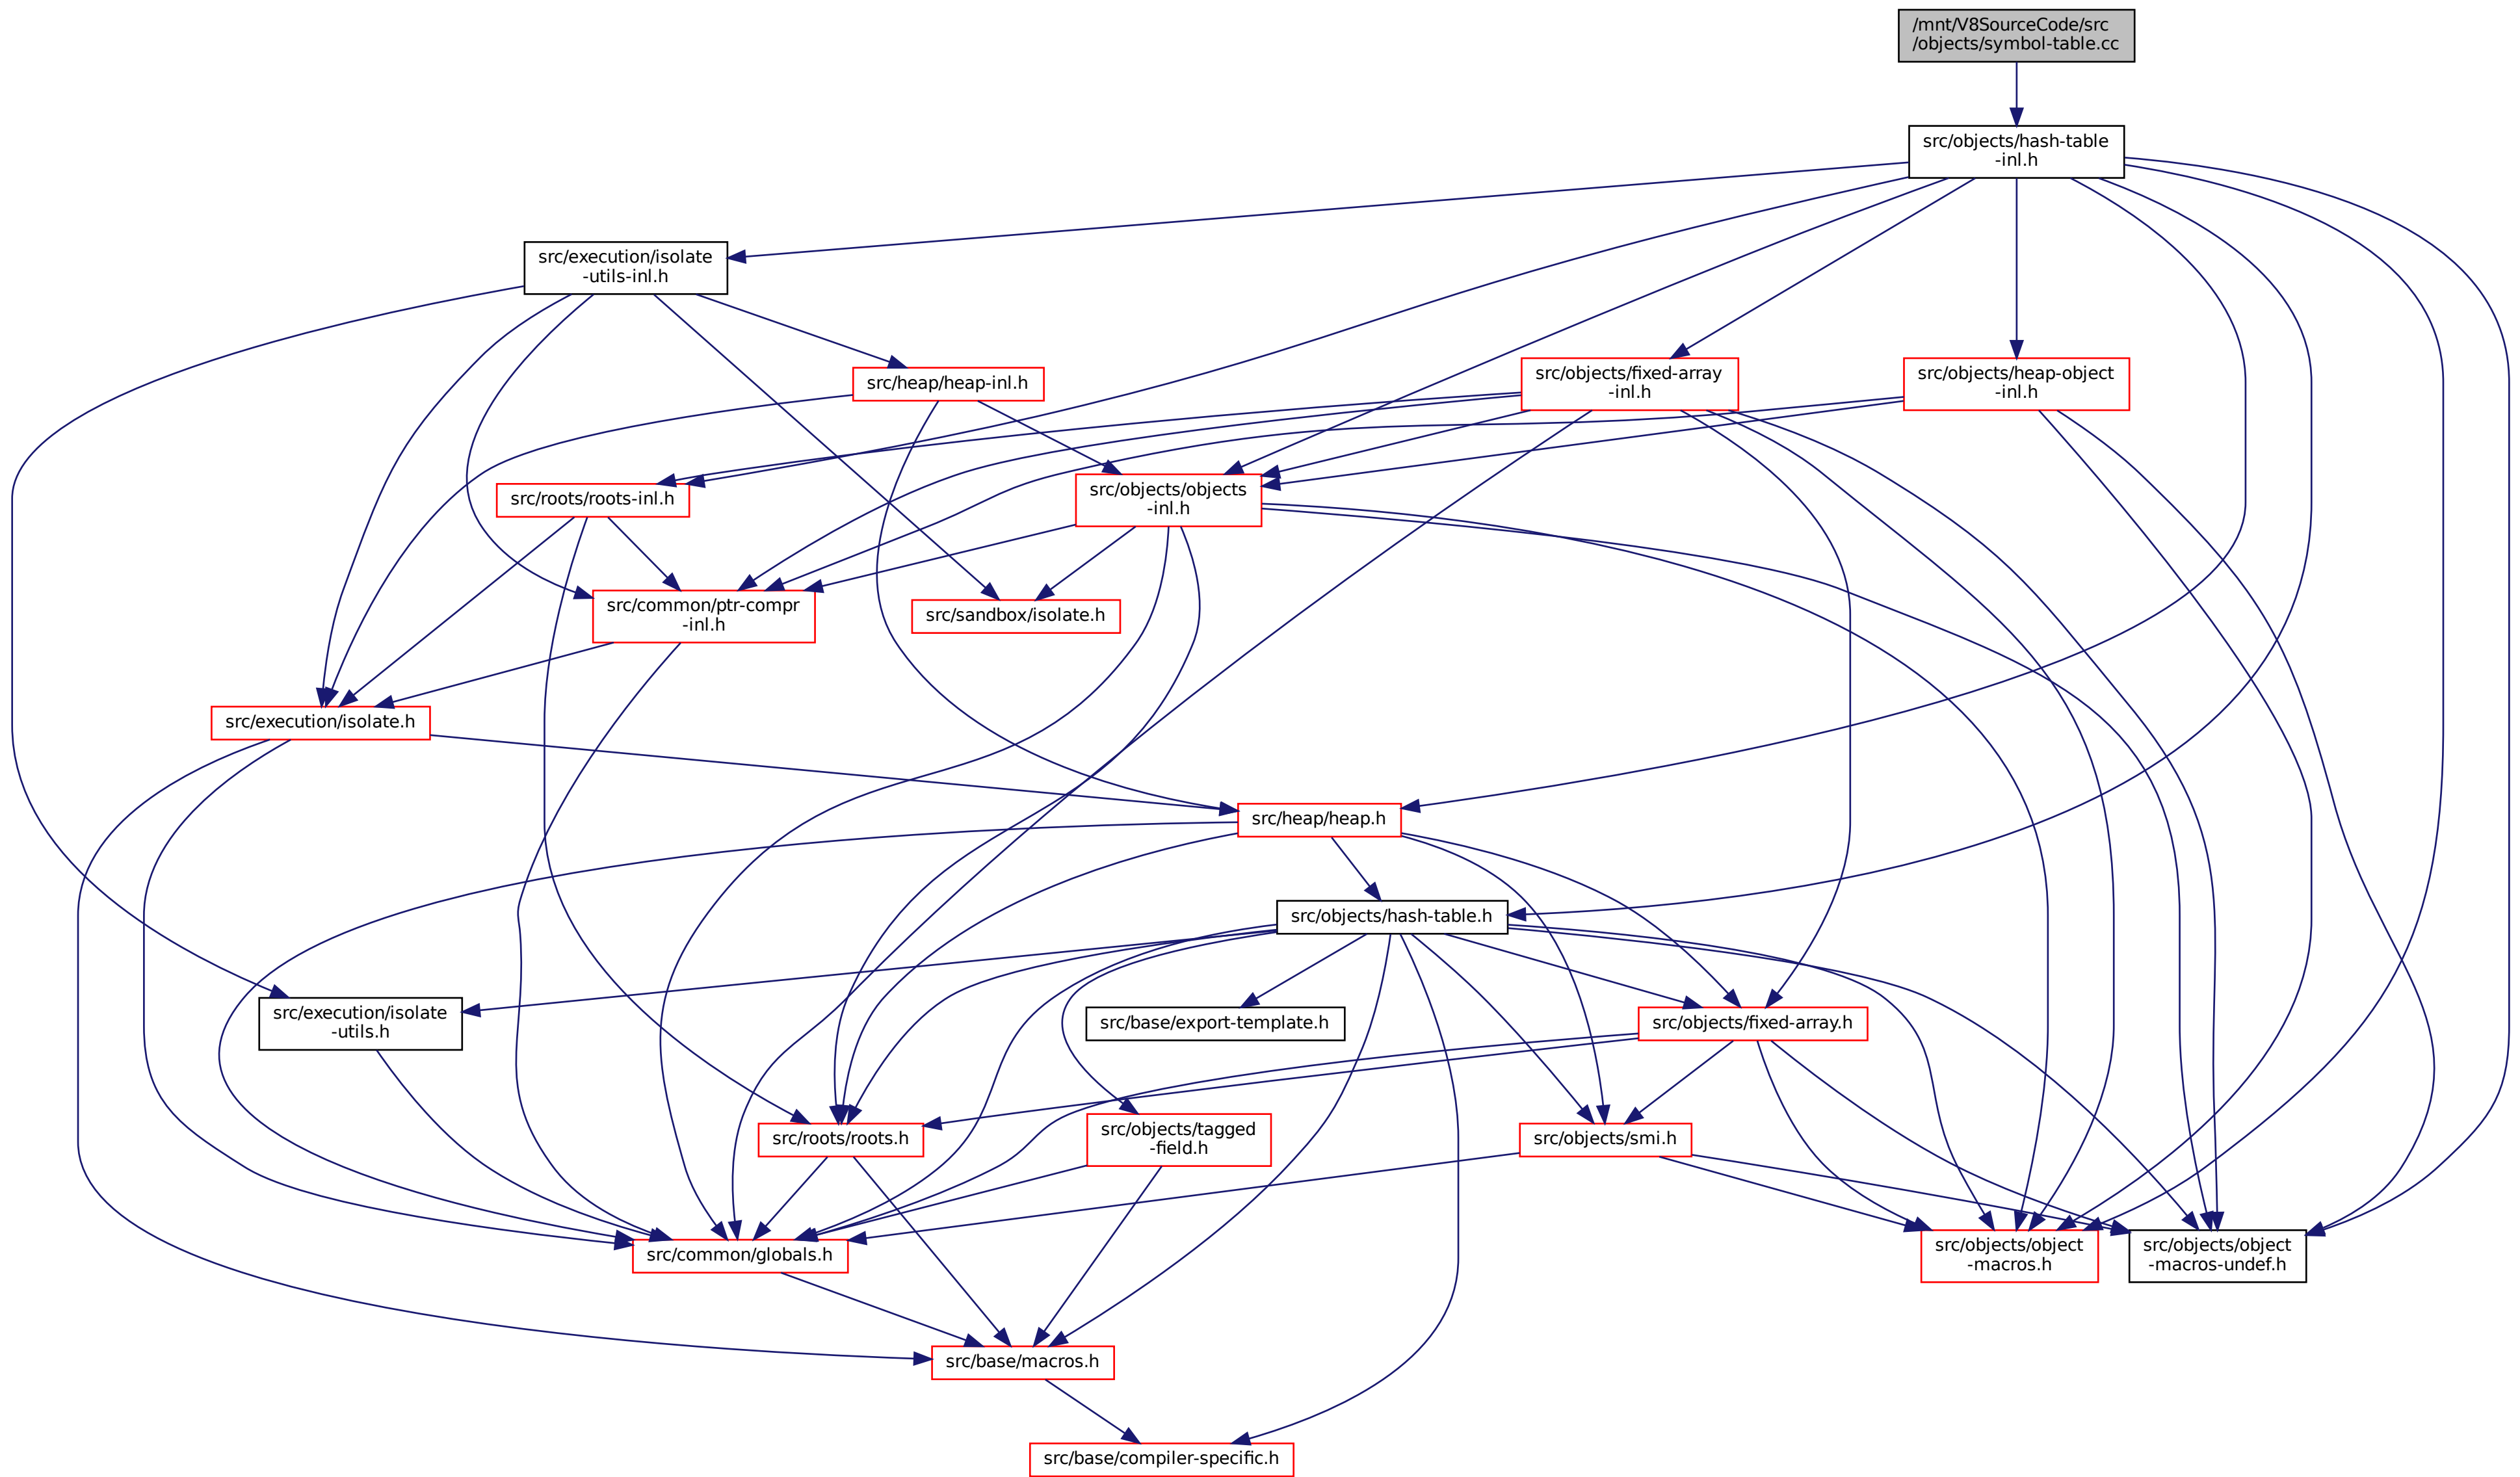 /mnt/V8SourceCode/src
/objects/symbol-table.cc
src/objects/hash-table
-inl.h
src/execution/isolate
-utils-inl.h
src/heap/heap-inl.h
src/objects/fixed-array
-inl.h
src/objects/heap-object
-inl.h
src/roots/roots-inl.h
src/objects/objects
-inl.h
src/common/ptr-compr
-inl.h
src/sandbox/isolate.h
src/execution/isolate.h
src/heap/heap.h
src/objects/hash-table.h
src/execution/isolate
-utils.h
src/base/export-template.h
src/objects/fixed-array.h
src/roots/roots.h
src/objects/tagged
-field.h
src/objects/smi.h
src/common/globals.h
src/objects/object
-macros.h
src/objects/object
-macros-undef.h
src/base/macros.h
src/base/compiler-specific.h